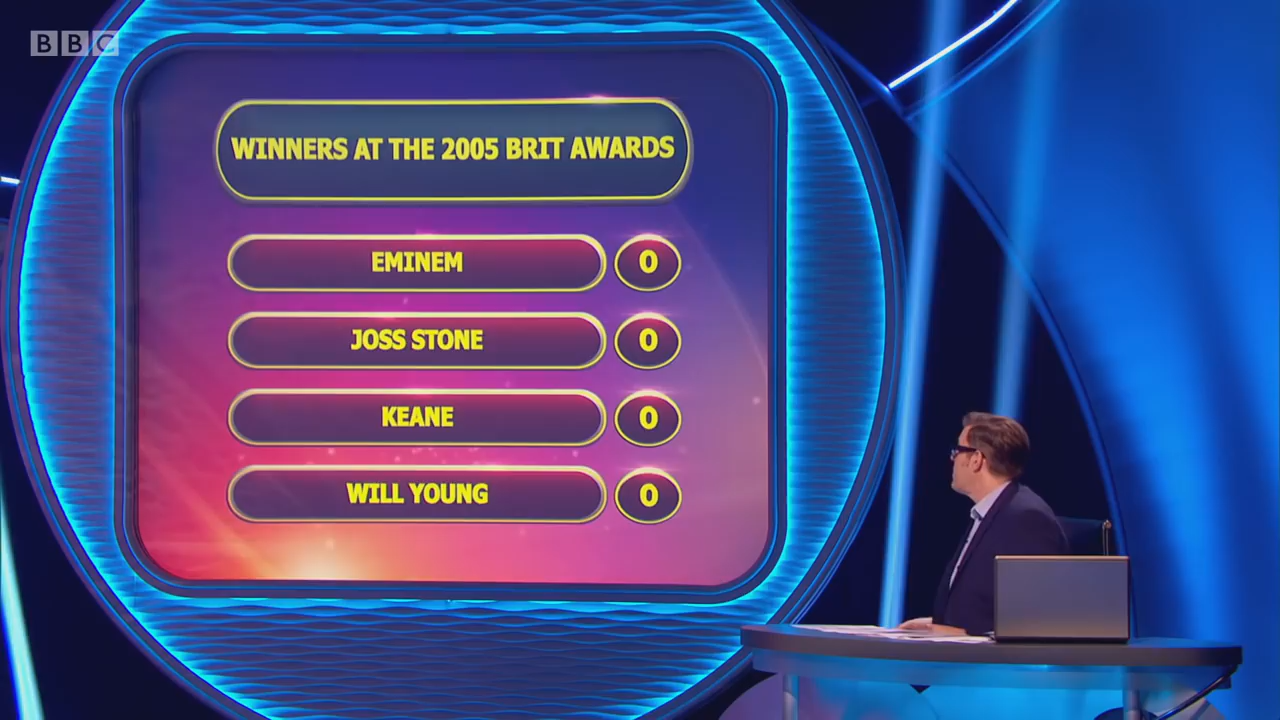 BBC
WINNERS AT THE 2005 BRIT AWARDS
EMINEM 0
JOSS STONE 0
KEANE 0
WILL YOUNG 0